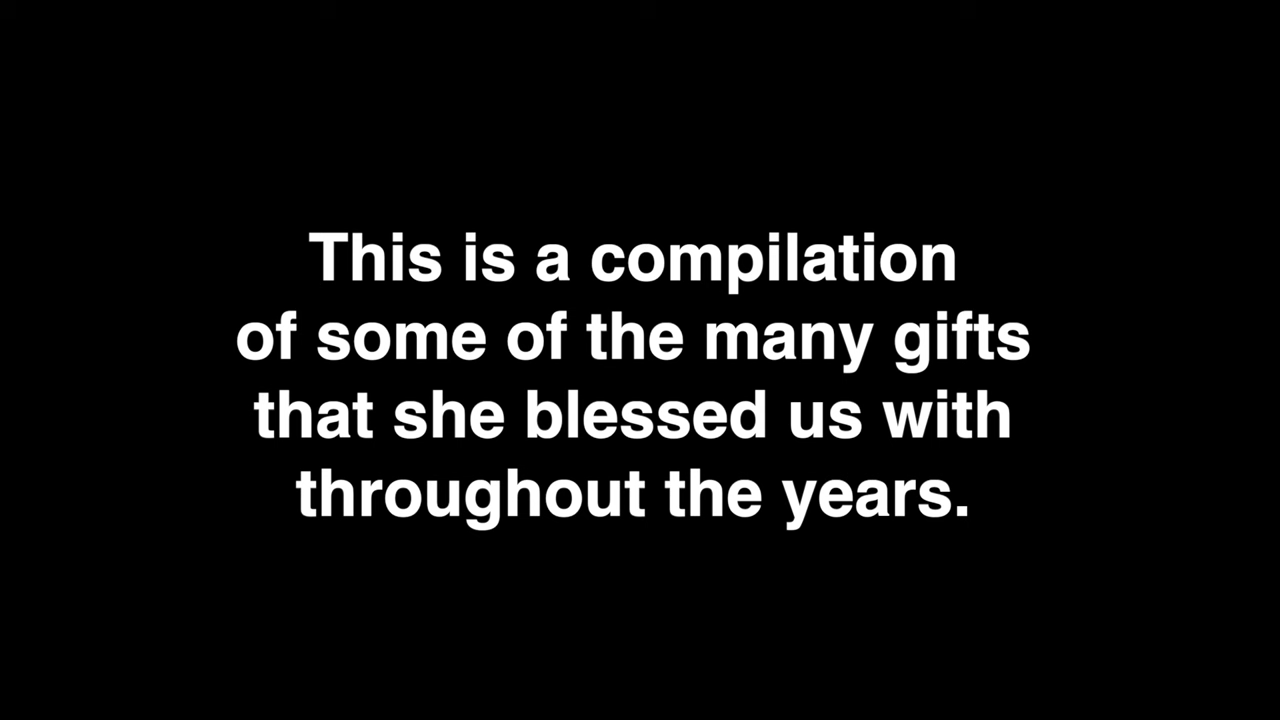 This is a compilation
of some of the many gifts
that she blessed us with
throughout the years.